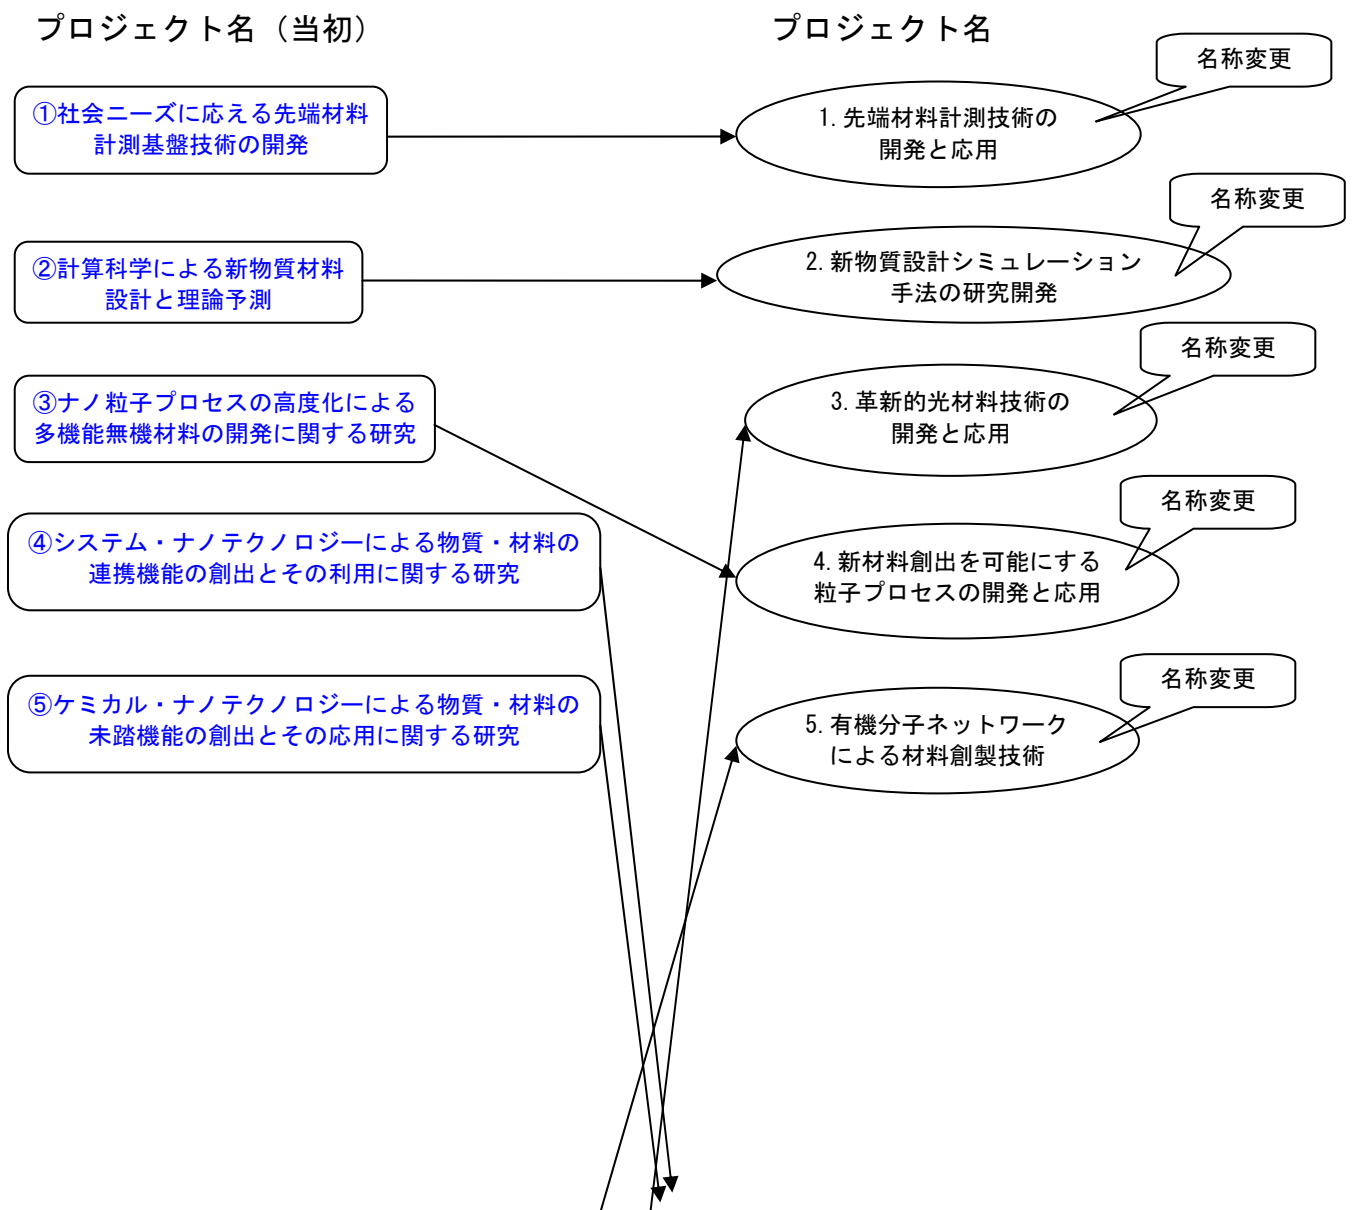 プロジェクト名（当初）
プロジェクト名
名称変更
①社会ニーズに応える先端材料
計測基盤技術の開発
1.先端材料計測技術の
開発と応用
名称変更
②計算科学による新物質材料
設計と理論予測
2.新物質設計シミュレーション
手法の研究開発
名称変更
③ナノ粒子プロセスの高度化による
多機能無機材料の開発に関する研究
3.革新的光材料技術の
開発と応用
名称変更
④システム・ナノテクノロジーによる物質・材料の
連携機能の創出とその利用に関する研究
4.新材料創出を可能にする
粒子プロセスの開発と応用
名称変更
⑤ケミカル・ナノテクノロジーによる物質・材料の
未踏機能の創出とその応用に関する研究
5.有機分子ネットワーク
による材料創製技術